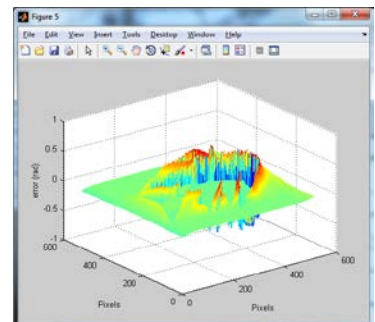 Figure 5
File Edit View Insert Tools Desktop Window Help
1
0.5
0
-0.5
-1
error (rad)
600
400
200
0
0
200
400
600
Pixels
Pixels